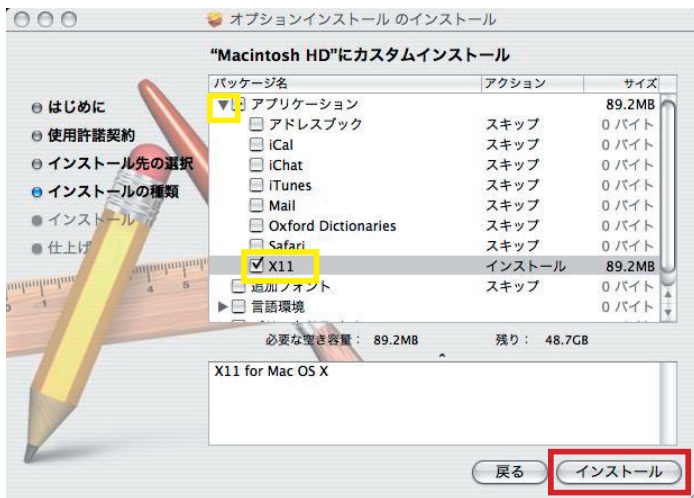 オプションインストール のインストール
“Macintosh HD”にカスタムインストール
パッケージ名 アクション サイズ
はじめに
使用許諾契約
インストール先の選択
インストールの種類
インストール
仕上げ
アプリケーション 89.2MB
アドレスブック スキップ 0 バイト
iCal スキップ 0 バイト
iChat スキップ 0 バイト
iTunes スキップ 0 バイト
Mail スキップ 0 バイト
Oxford Dictionaries スキップ 0 バイト
Safari スキップ 0 バイト
X11 インストール 89.2MB
追加フォント スキップ 0 バイト
言語環境 0 バイト
必要な空き容量： 89.2MB 残り： 48.7GB
X11 for Mac OS X
戻る インストール